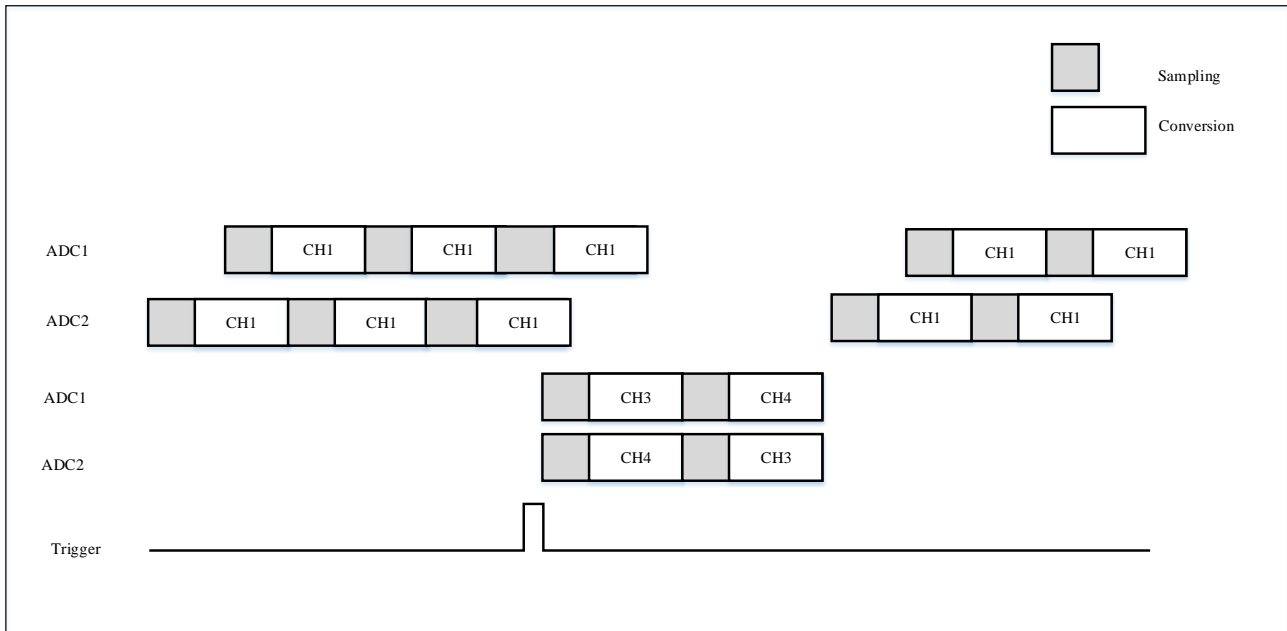 Sampling
Conversion
ADC1 CH1 CH1 CH1 CH1 CH1
ADC2 CH1 CH1 CH1 CH1 CH1
ADC1 CH3 CH4
ADC2 CH4 CH3
Trigger